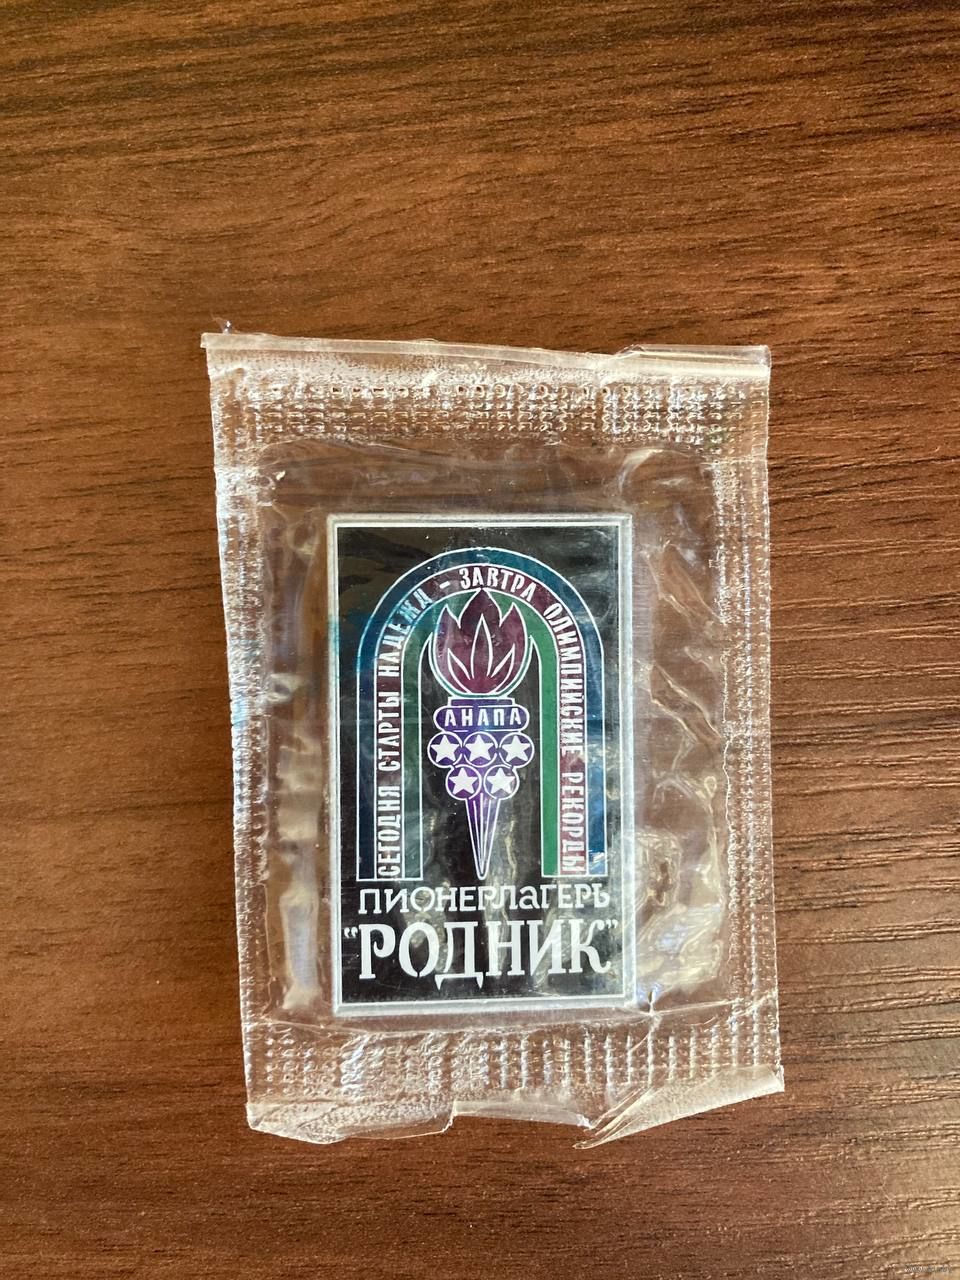 СЕГОДНЯ СТАРТЫ НАДЕЖД - ЗАВТРА ОЛИМПИЙСКИЕ РЕКОРДЫ
АНАПА
ПИОНЕРЛАГЕРЬ
"РОДНИК"